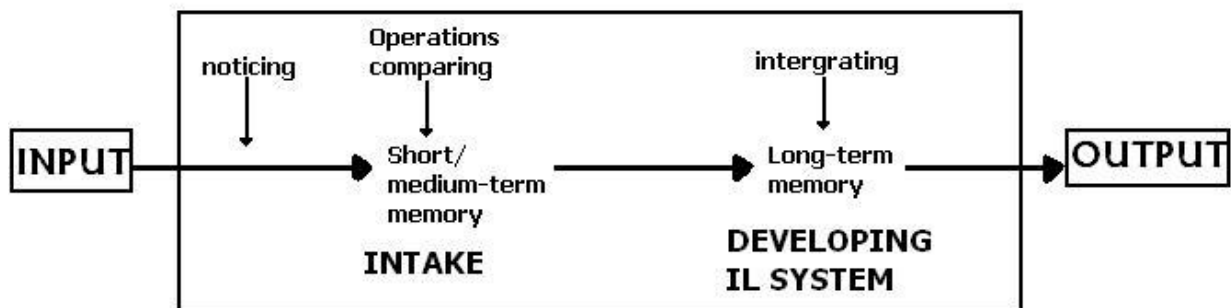 Operations
comparing
noticing
intergrating
INPUT
Short/
medium-term
memory
Long-term
memory
OUTPUT
INTAKE
DEVELOPING
IL SYSTEM